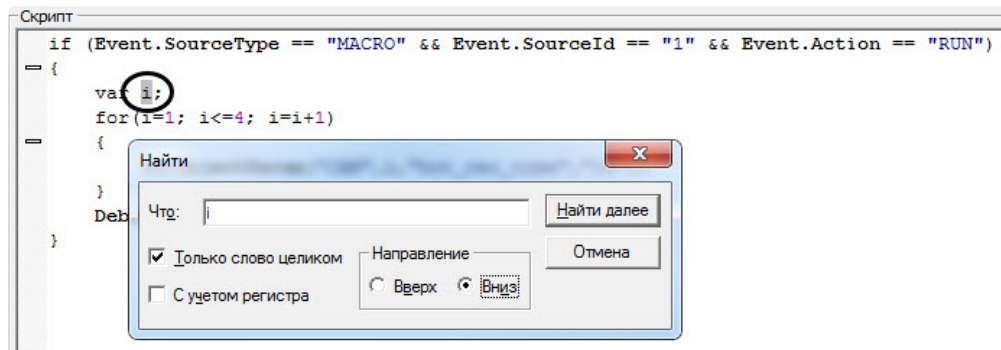 Скрипт
if (Event.SourceType == "MACRO" && Event.SourceId == "1" && Event.Action == "RUN")
{
var i;
for(i=1; i<=4; i=i+1)
{
Найти
}
Что: i Найти далее
Deb
}
Только слово целиком Направление Отмена
С учетом регистра Вверх Вниз